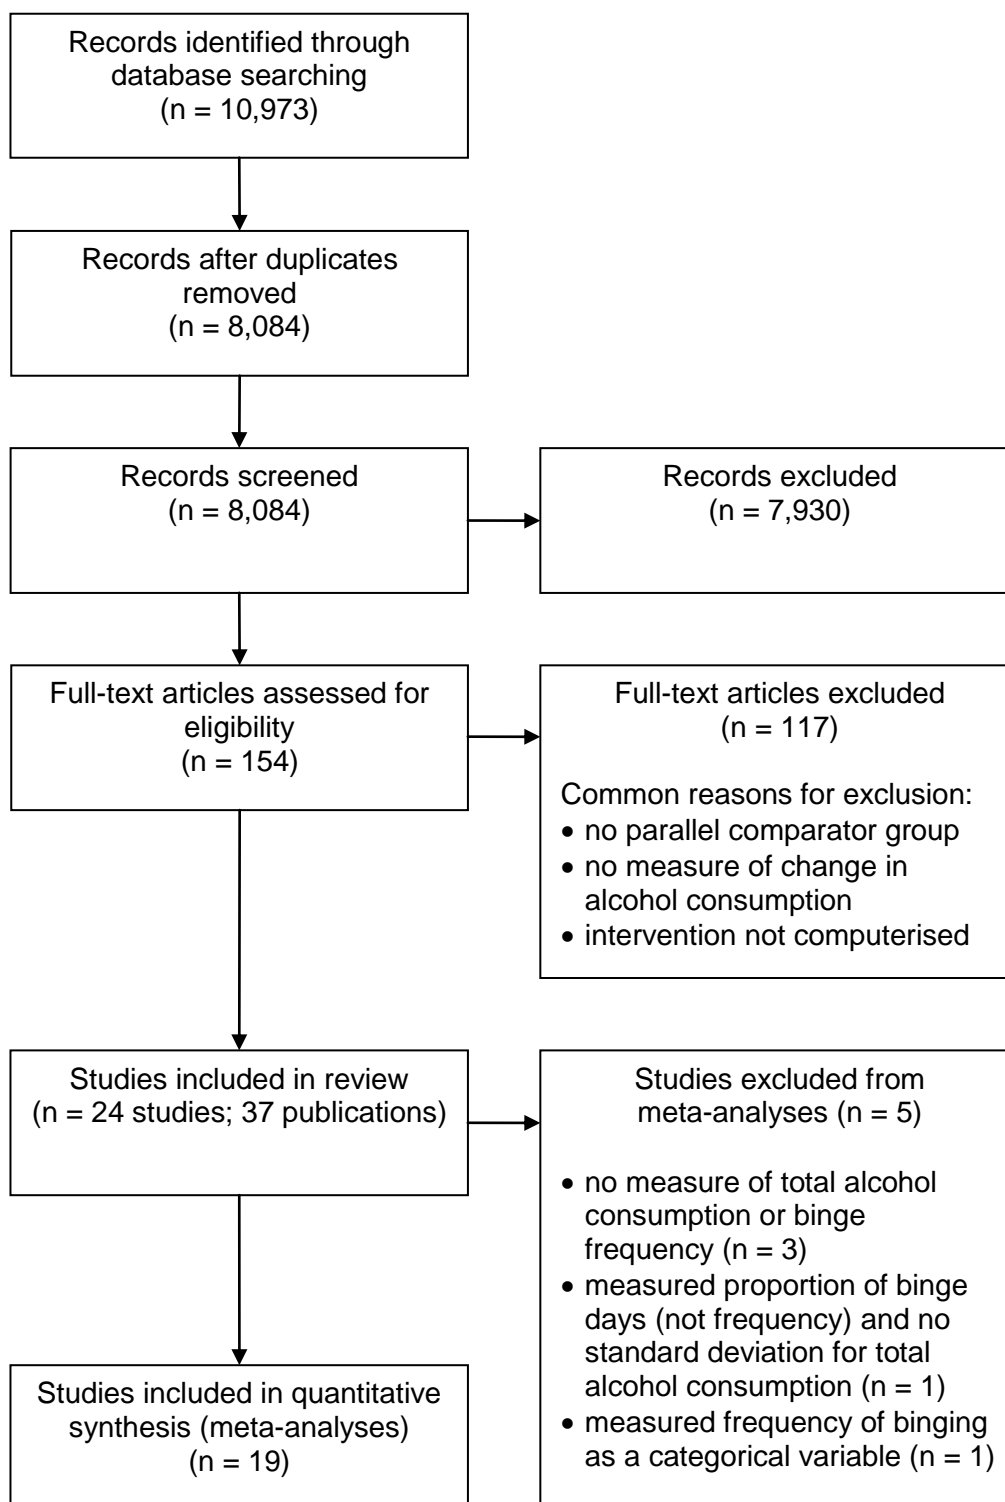 Records identified through
database searching
(n = 10,973)
Records after duplicates
removed
(n = 8,084)
Records screened
(n = 8,084)
Records excluded
(n = 7,930)
Full-text articles assessed for
eligibility
(n = 154)
Full-text articles excluded
(n = 117)
Common reasons for exclusion:
• no parallel comparator group
• no measure of change in
alcohol consumption
• intervention not computerised
Studies included in review
(n = 24 studies; 37 publications)
Studies excluded from
meta-analyses (n = 5)
• no measure of total alcohol
consumption or binge
frequency (n = 3)
• measured proportion of binge
days (not frequency) and no
standard deviation for total
alcohol consumption (n = 1)
• measured frequency of binging
as a categorical variable (n = 1)
Studies included in quantitative
synthesis (meta-analyses)
(n = 19)